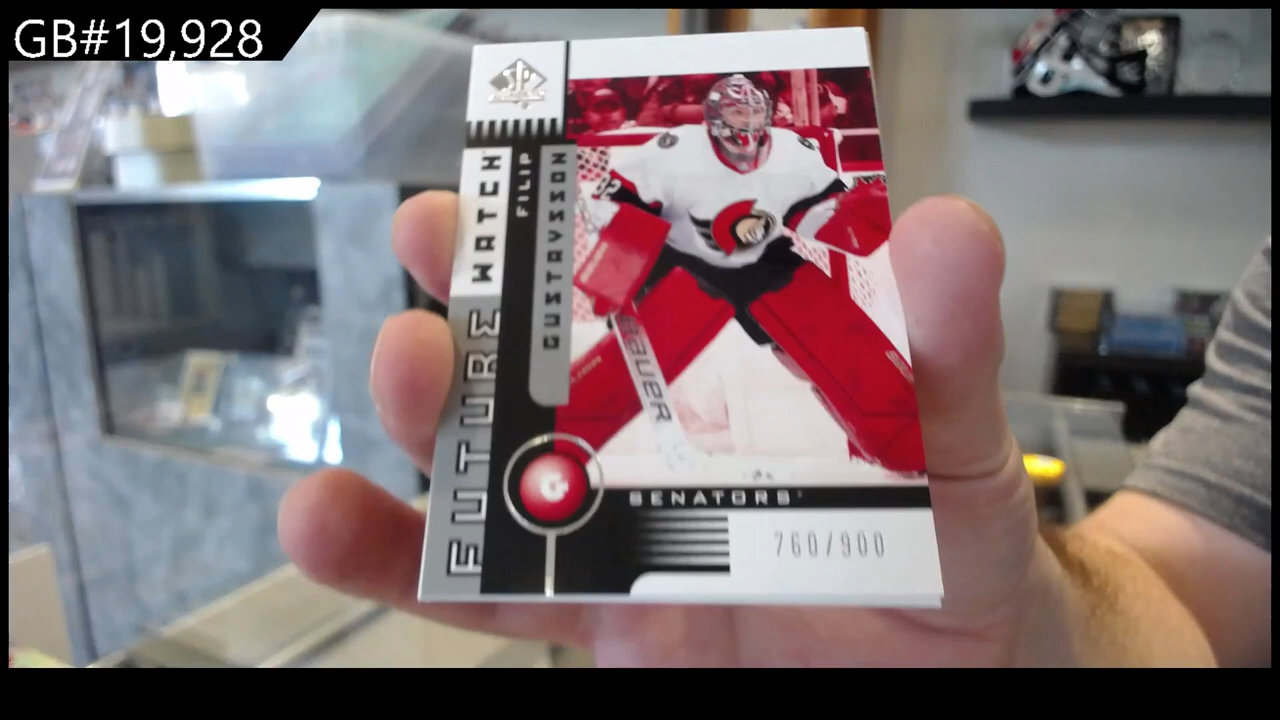 GB#19,928
SP
FUTURE WATCH
FILIP
GUSTAVSSON
BAUER
G
SENATORS
760/900